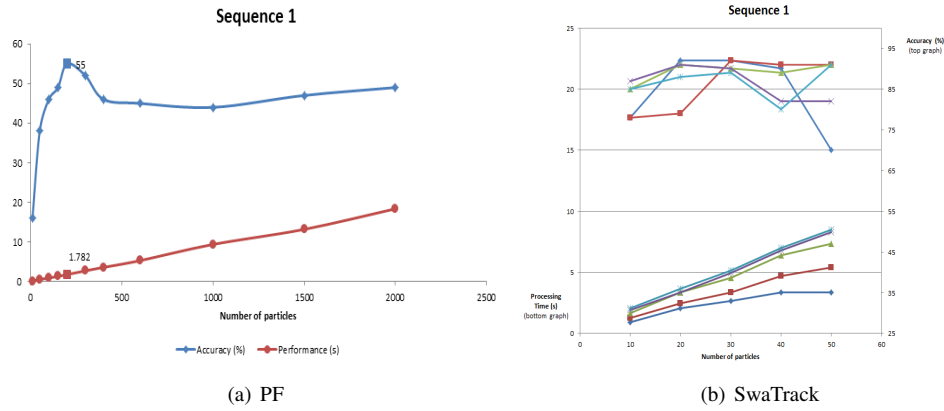 Sequence 1
60
50
40
30
20
10
0
55
1.782
0
500
1000
1500
2000
2500
Number of particles
Accuracy (%)
Performance (s)
(a) PF
Sequence 1
25
20
15
10
5
0
Accuracy (%)
(top graph)
95
85
75
65
55
45
35
25
Processing
Time (s)
(bottom graph)
0
10
20
30
40
50
60
Number of particles
(b) SwaTrack